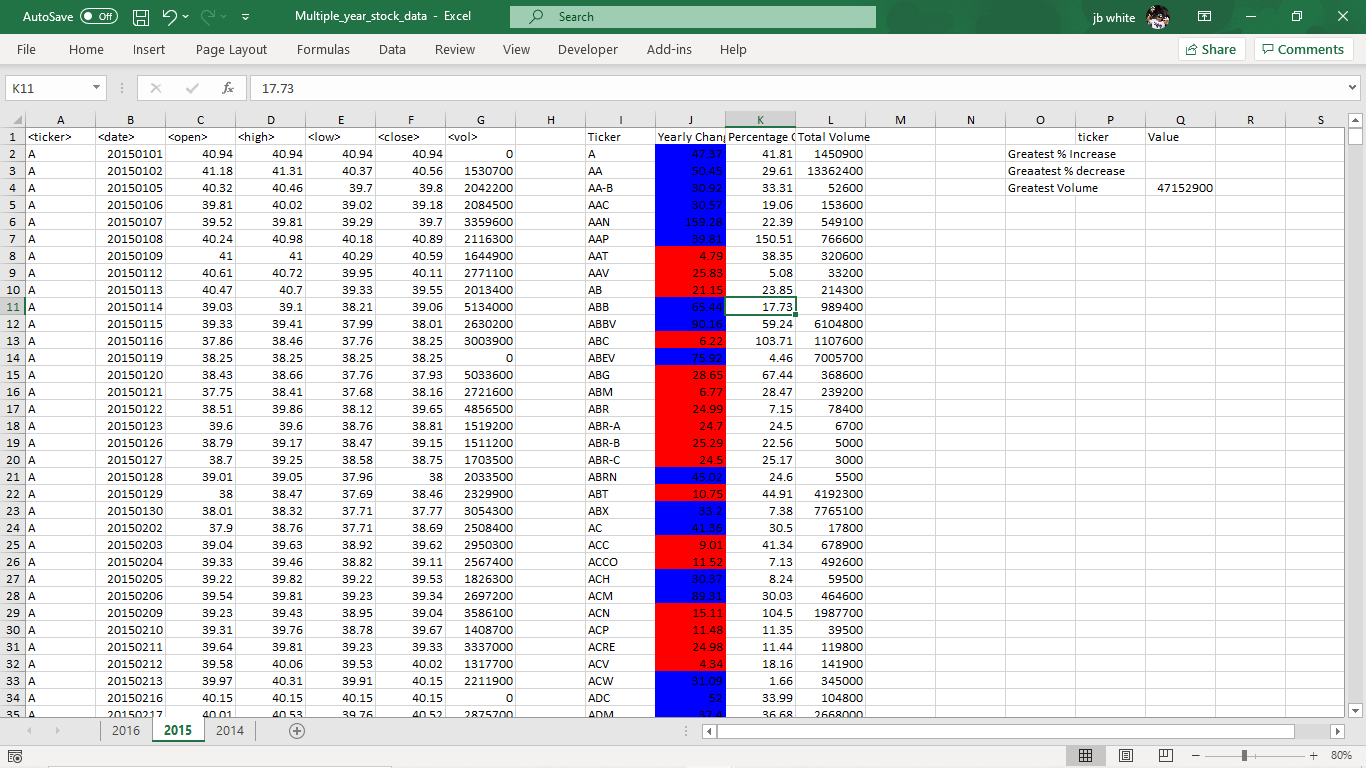 AutoSave Off Multiple_year_stock_data - Excel Search jb white
File Home Insert Page Layout Formulas Data Review View Developer Add-ins Help Share Comments
K11 fx 17.73
A B C D E F G H I J K L M N O P Q R S
1 <ticker> <date> <open> <high> <low> <close> <vol> Ticker Yearly Chan Percentage C Total Volume ticker Value
2 A 20150101 40.94 40.94 40.94 40.94 0 A 47.37 41.81 1450900 Greatest % Increase
3 A 20150102 41.18 41.31 40.37 40.56 1530700 AA 50.45 29.61 13362400 Greaatest % decrease
4 A 20150105 40.32 40.46 39.7 39.8 2042200 AA-B 30.92 33.31 52600 Greatest Volume 47152900
5 A 20150106 39.81 40.02 39.02 39.18 2084500 AAC 30.57 19.06 153600
6 A 20150107 39.52 39.81 39.29 39.7 3359600 AAN 159.28 22.39 549100
7 A 20150108 40.24 40.98 40.18 40.89 2116300 AAP 39.81 150.51 766600
8 A 20150109 41 41 40.29 40.59 1644900 AAT 4.79 38.35 320600
9 A 20150112 40.61 40.72 39.95 40.11 2771100 AAV 25.83 5.08 33200
10 A 20150113 40.47 40.7 39.33 39.55 2013400 AB 21.15 23.85 214300
11 A 20150114 39.03 39.1 38.21 39.06 5134000 ABB 65.44 17.73 989400
12 A 20150115 39.33 39.41 37.99 38.01 2630200 ABBV 90.16 59.24 6104800
13 A 20150116 37.86 38.46 37.76 38.25 3003900 ABC 6.22 103.71 1107600
14 A 20150119 38.25 38.25 38.25 38.25 0 ABEV 75.92 4.46 7005700
15 A 20150120 38.43 38.66 37.76 37.93 5033600 ABG 28.65 67.44 368600
16 A 20150121 37.75 38.41 37.68 38.16 2721600 ABM 6.77 28.47 239200
17 A 20150122 38.51 39.86 38.12 39.65 4856500 ABR 24.99 7.15 78400
18 A 20150123 39.6 39.6 38.76 38.81 1519200 ABR-A 24.7 24.5 6700
19 A 20150126 38.79 39.17 38.47 39.15 1511200 ABR-B 25.29 22.56 5000
20 A 20150127 38.7 39.25 38.58 38.75 1703500 ABR-C 24.5 25.17 3000
21 A 20150128 39.01 39.05 37.96 38 2033500 ABRN 45.02 24.6 5500
22 A 20150129 38 38.47 37.69 38.46 2329900 ABT 10.75 44.91 4192300
23 A 20150130 38.01 38.32 37.71 37.77 3054300 ABX 33.2 7.38 7765100
24 A 20150202 37.9 38.76 37.71 38.69 2508400 AC 30.5 17800
25 A 20150203 39.04 39.63 38.92 39.62 2950300 ACC 9.01 41.34 678900
26 A 20150204 39.33 39.46 38.82 39.11 2567400 ACCO 11.52 7.13 492600
27 A 20150205 39.22 39.82 39.22 39.53 1826300 ACH 8.24 59500
28 A 20150206 39.54 39.81 39.23 39.34 2697200 ACM 89.31 30.03 464600
29 A 20150209 39.23 39.43 38.95 39.04 3586100 ACN 15.11 104.5 1987700
30 A 20150210 39.31 39.76 38.78 39.67 1408700 ACP 11.48 11.35 39500
31 A 20150211 39.64 39.81 39.23 39.33 3337000 ACRE 24.98 11.44 119800
32 A 20150212 39.58 40.06 39.53 40.02 1317700 ACV 4.34 18.16 141900
33 A 20150213 39.97 40.31 39.91 40.15 2211900 ACW 31.09 1.66 345000
34 A 20150216 40.15 40.15 40.15 40.15 0 ADC 52 33.99 104800
35 A 20150217 40.01 40.53 39.76 40.52 2875700 ADM 36.68 2668000
2016 2015 2014
80%